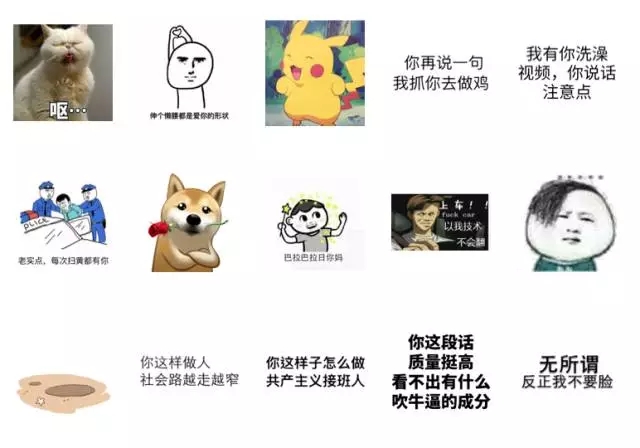 你再说一句
我抓你去做鸡
我有你洗澡
视频，你说话
注意点
呕…
伸个懒腰都是爱你的形状
POLICE
老实点，每次扫黄都有你
巴拉巴拉日你妈
上车！！
fuck car
以我技术
不会翻
你这样做人
社会路越走越窄
你这样子怎么做
共产主义接班人
你这段话
质量挺高
看不出有什么
吹牛逼的成分
无所谓
反正我不要脸